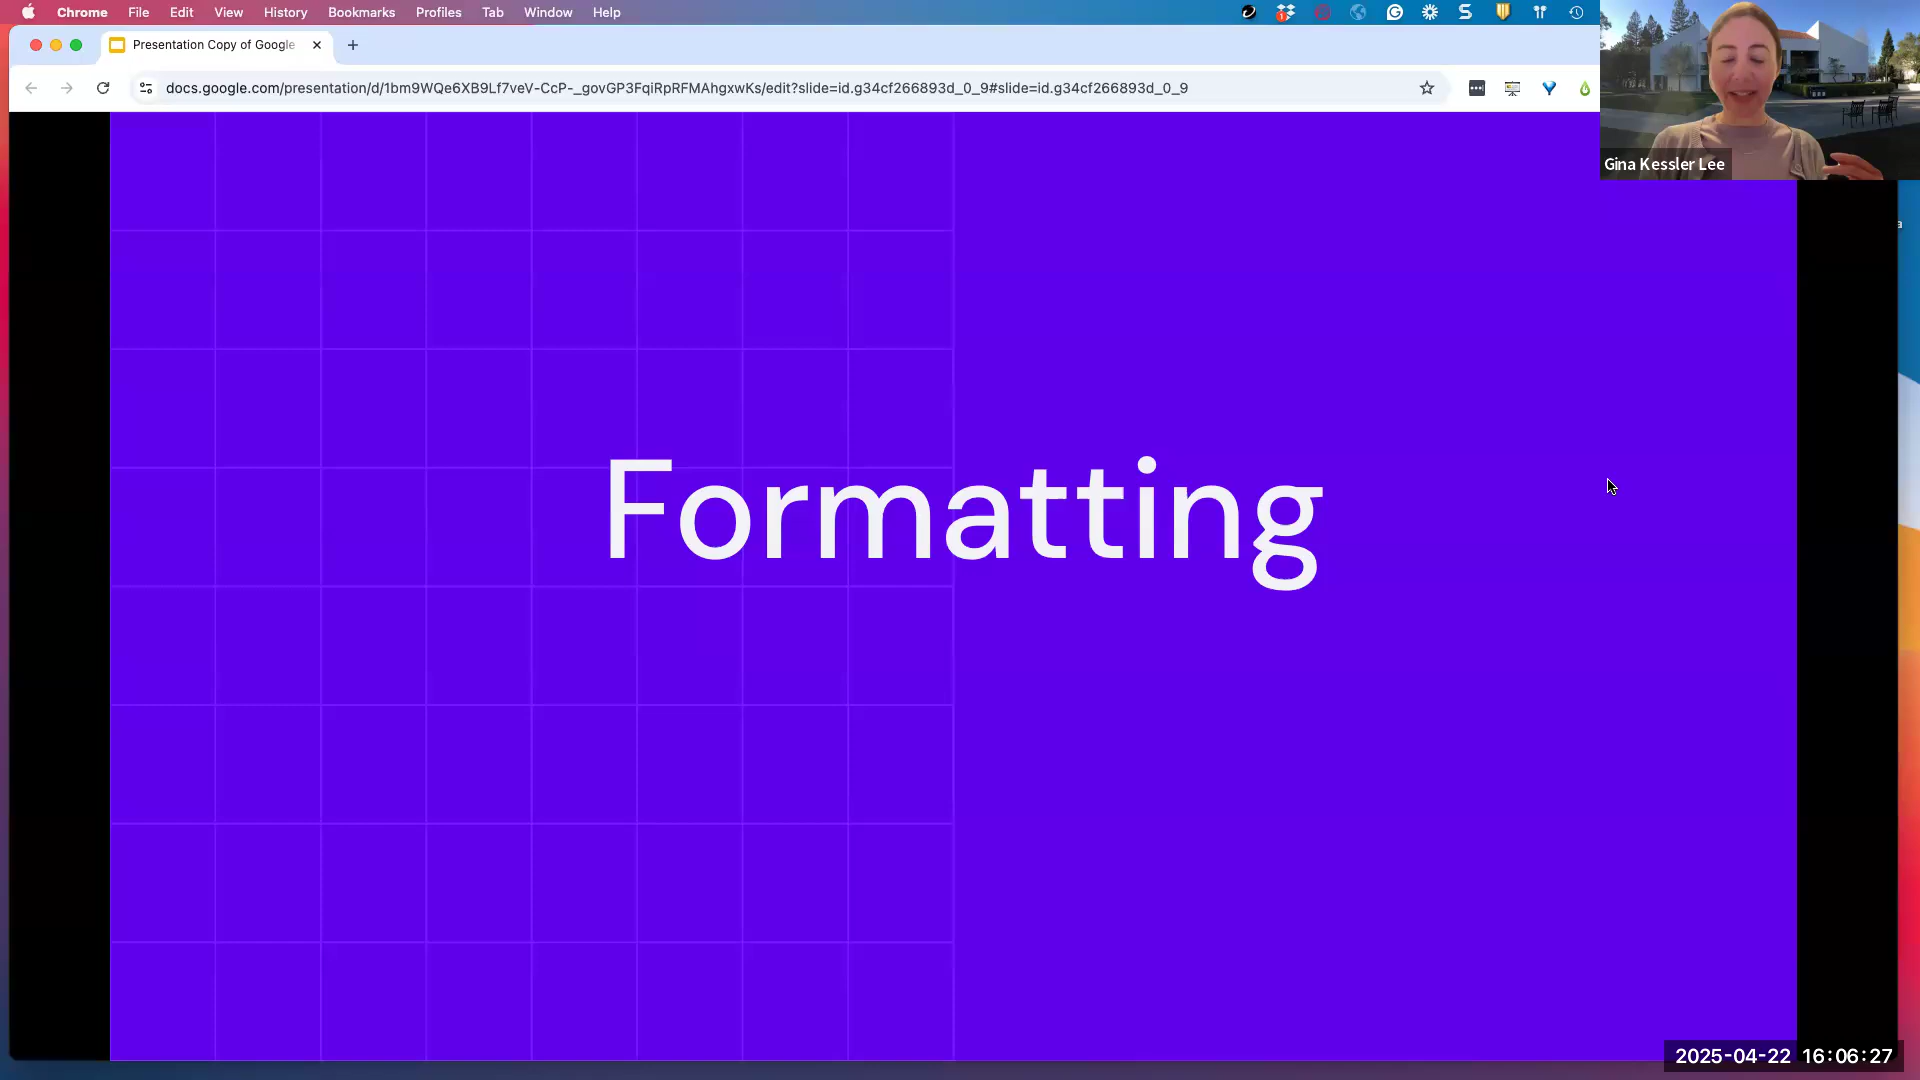 Chrome File Edit View History Bookmarks Profiles Tab Window Help
1
Presentation Copy of Google
docs.google.com/presentation/d/1bm9WQe6XB9Lf7veV-CcP-_govGP3FqiRpRFMAhgxwKs/edit?slide=id.g34cf266893d_0_9#slide=id.g34cf266893d_0_9
Gina Kessler Lee
a
Formatting
2025-04-22 16:06:27